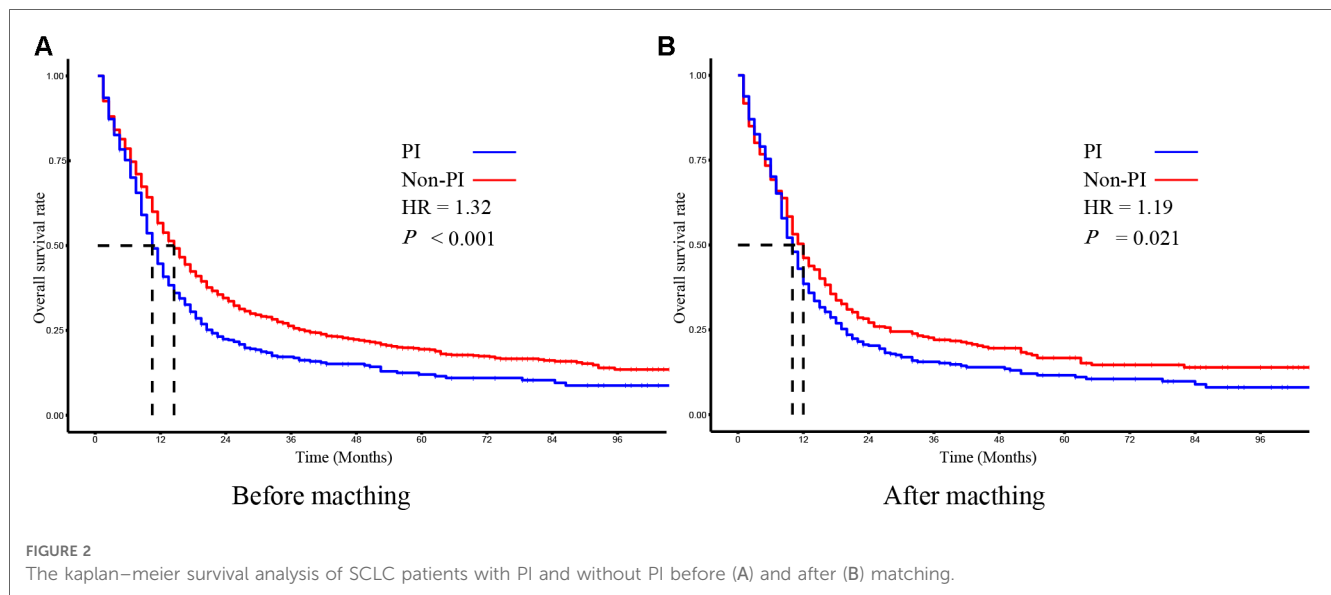 A
Overall survival rate
1.00
0.75
0.50
0.25
0.00
PI
Non-PI
HR = 1.32
P < 0.001
0 12 24 36 48 60 72 84 96
Time (Months)
Before macthing
B
Overall survival rate
1.00
0.75
0.50
0.25
0.00
PI
Non-PI
HR = 1.19
P = 0.021
0 12 24 36 48 60 72 84 96
Time (Months)
After macthing
FIGURE 2
The kaplan–meier survival analysis of SCLC patients with PI and without PI before (A) and after (B) matching.